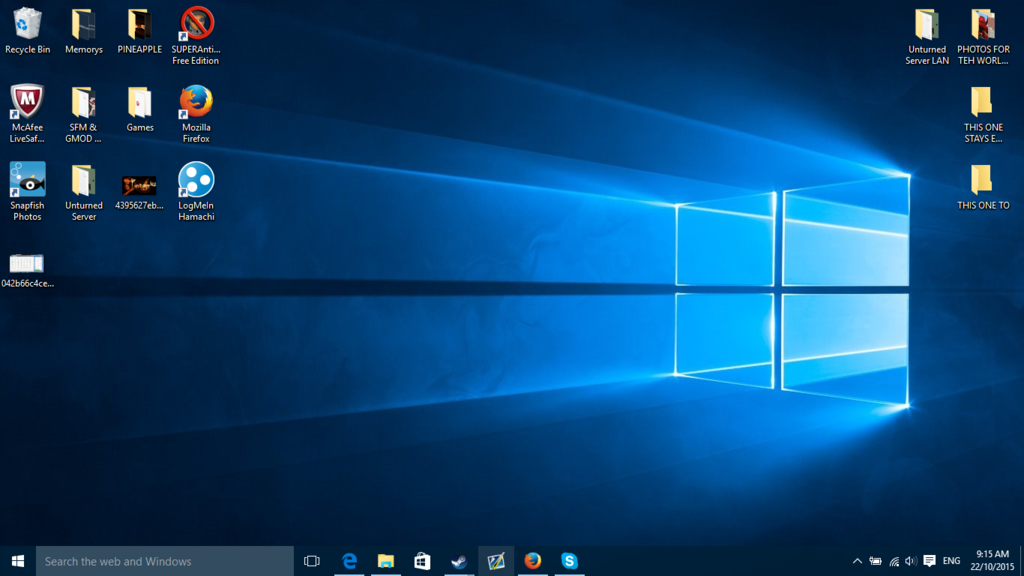 Recycle Bin
Memorys
PINEAPPLE
SUPERAnti...
Free Edition
Unturned
Server LAN
PHOTOS FOR
TEH WORL...
McAfee
LiveSaf...
SFM &
GMOD ...
Games
Mozilla
Firefox
THIS ONE
STAYS E...
Snapfish
Photos
Unturned
Server
4395627eb...
LogMeIn
Hamachi
THIS ONE TO
042b66c4ce...
Search the web and Windows
ENG
9:15 AM
22/10/2015